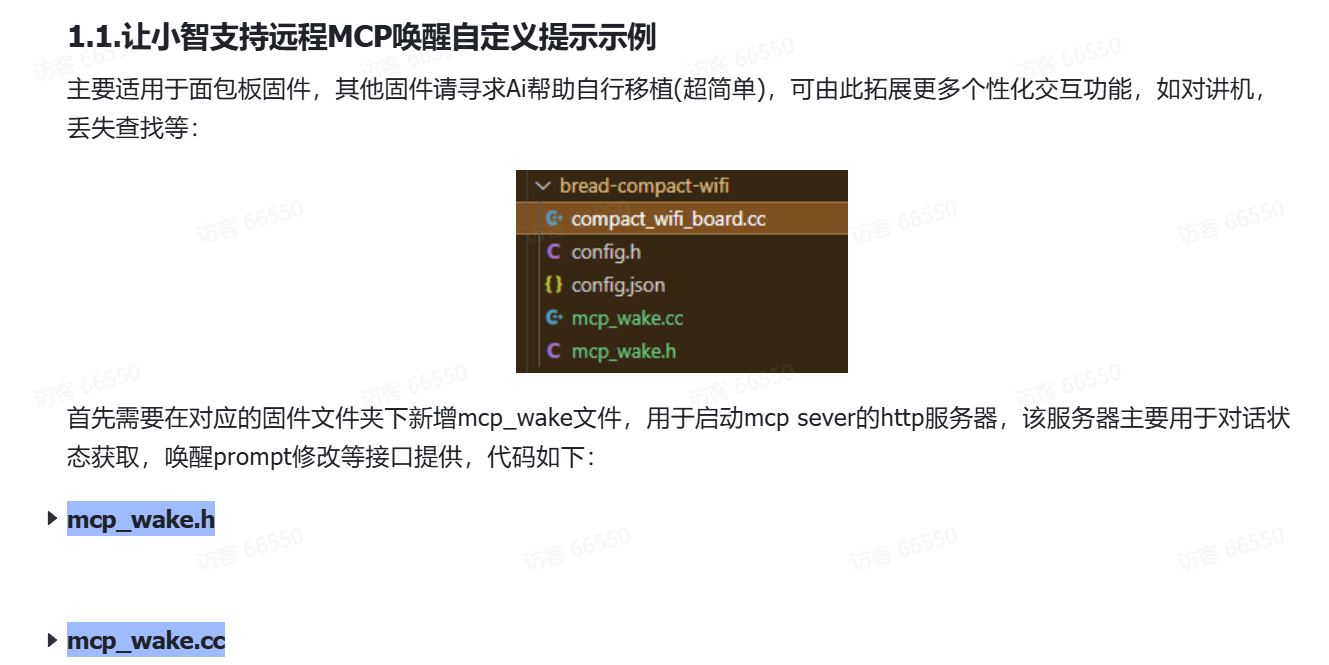 1.1.让小智支持远程MCP唤醒自定义提示示例
主要适用于面包板固件，其他固件请寻求Ai帮助自行移植(超简单)，可由此拓展更多个性化交互功能，如对讲机，
丢失查找等：
bread-compact-wifi
compact_wifi_board.cc
config.h
config.json
mcp_wake.cc
mcp_wake.h
首先需要在对应的固件文件夹下新增mcp_wake文件，用于启动mcp sever的http服务器，该服务器主要用于对话状
态获取，唤醒prompt修改等接口提供，代码如下：
mcp_wake.h
mcp_wake.cc
访客 66550